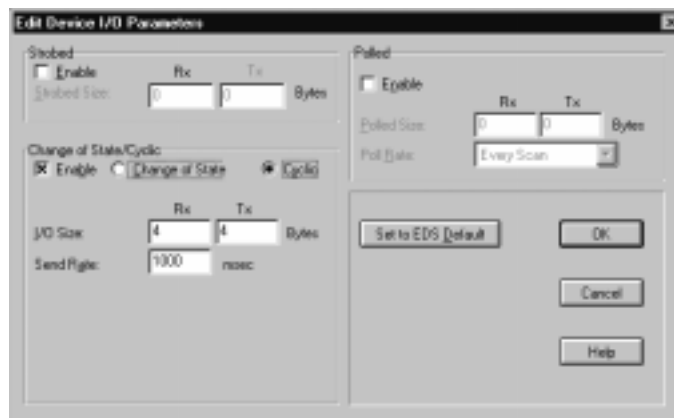 Edit Device I/O Parameters
Strobed
Enable
Rx Tx
Strobed Size: 0 0 Bytes
Change of State/Cyclic
Enable Change of State Cyclic
Rx Tx
I/O Size: 4 4 Bytes
Send Rate: 1000 msec
Polled
Enable
Rx Tx
Polled Size: 0 0 Bytes
Poll Rate: Every Scan
Set to EDS Default
OK
Cancel
Help